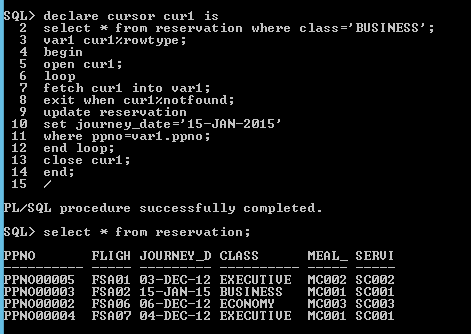 SQL> declare cursor cur1 is
2 select * from reservation where class='BUSINESS';
3 var1 cur1%rowtype;
4 begin
5 open cur1;
6 loop
7 fetch cur1 into var1;
8 exit when cur1%notfound;
9 update reservation
10 set journey_date='15-JAN-2015'
11 where ppno=var1.ppno;
12 end loop;
13 close cur1;
14 end;
15 /
PL/SQL procedure successfully completed.
SQL> select * from reservation;
PPNO FLIGH JOURNEY_D CLASS MEAL_ SERVI
---------- ----- --------- ---------- ----- -----
PPNO00005 FSA01 03-DEC-12 EXECUTIVE MC002 SC002
PPNO00003 FSA02 15-JAN-15 BUSINESS MC001 SC001
PPNO00002 FSA06 06-DEC-12 ECONOMY MC003 SC003
PPNO00004 FSA07 04-DEC-12 EXECUTIVE MC001 SC001